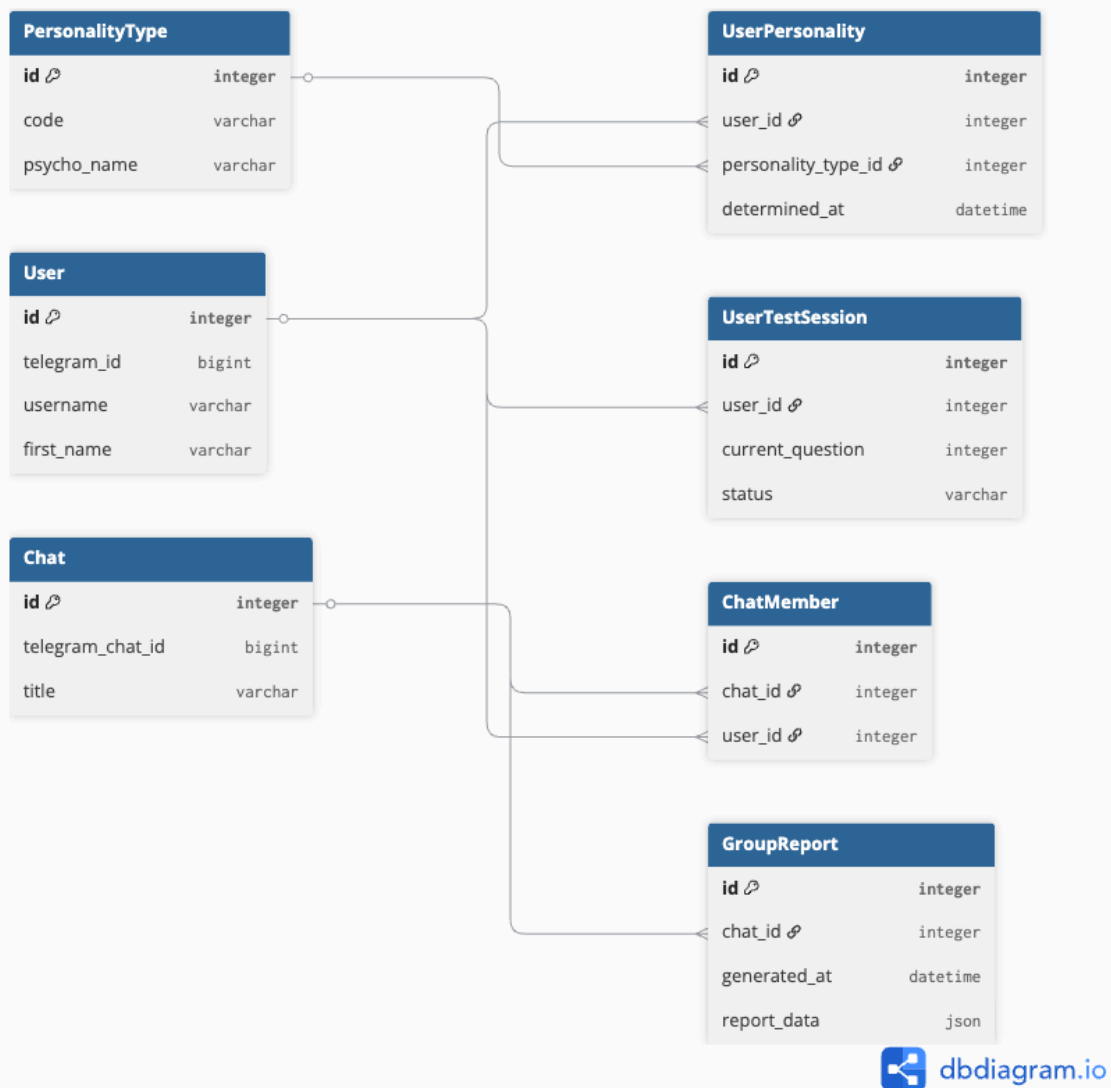 PersonalityType
id integer
code varchar
psycho_name varchar
User
id integer
telegram_id bigint
username varchar
first_name varchar
Chat
id integer
telegram_chat_id bigint
title varchar
UserPersonality
id integer
user_id integer
personality_type_id integer
determined_at datetime
UserTestSession
id integer
user_id integer
current_question integer
status varchar
ChatMember
id integer
chat_id integer
user_id integer
GroupReport
id integer
chat_id integer
generated_at datetime
report_data json
dbdiagram.io